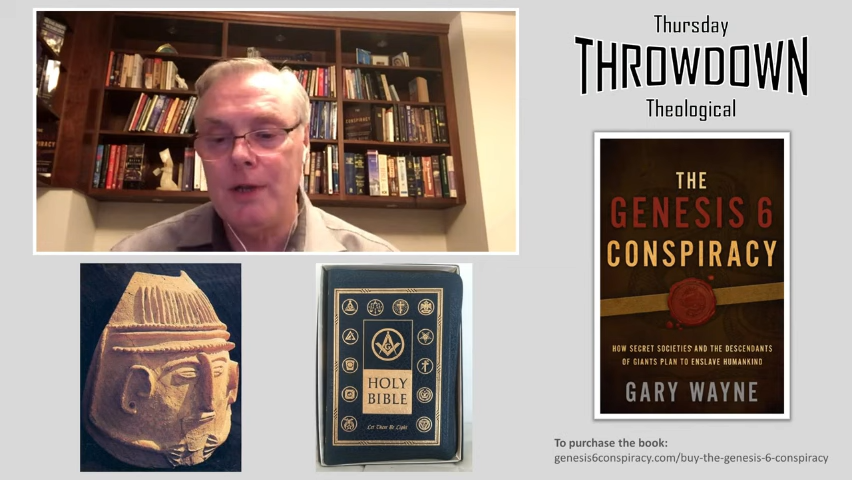 Thursday
THROWDOWN
Theological
THE
GENESIS 6
CONSPIRACY
HOW SECRET SOCIETIES AND THE DESCENDANTS
OF GIANTS PLAN TO ENSLAVE HUMANKIND
GARY WAYNE
To purchase the book:
genesis6conspiracy.com/buy-the-genesis-6-conspiracy
G
HOLY
BIBLE
Let There Be Light
CONSPIRACY